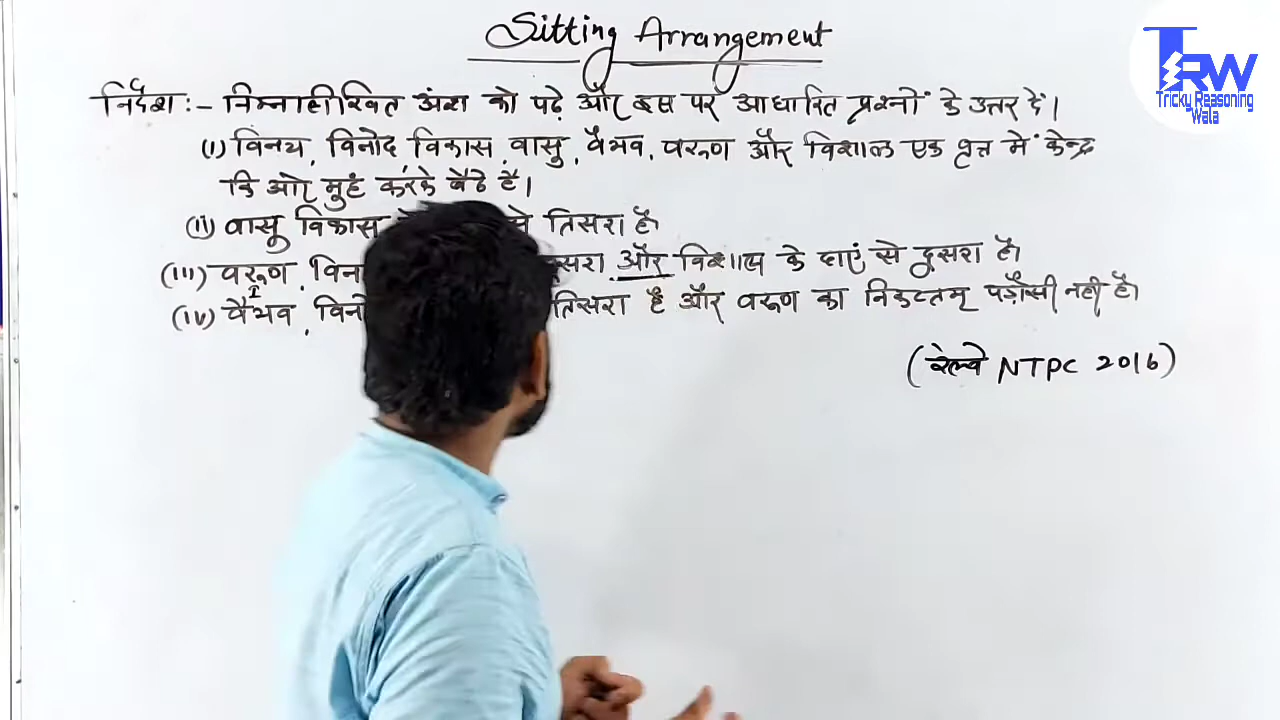 Sitting Arrangement
TRW
Tricky Reasoning
Wala
निर्देश :- निम्नलिखित अंश को पढ़े और इस पर आधारित प्रश्नों के उत्तर दें।
(i) विनय, विनोद विकास, वासु, वैभव, वरूण और विशाल एक वृत्त में केन्द्र
कि ओर मुहं करके बैठे है।
(ii) वासु विकास से तिसरा है।
(iii) वरूण, और विशाल के दाएं से दूसरा है।
(iv) वैभव, तिसरा है और वरूण का निकटतम् पड़ौसी नहीं है।
(रेल्वे NTPC 2016)